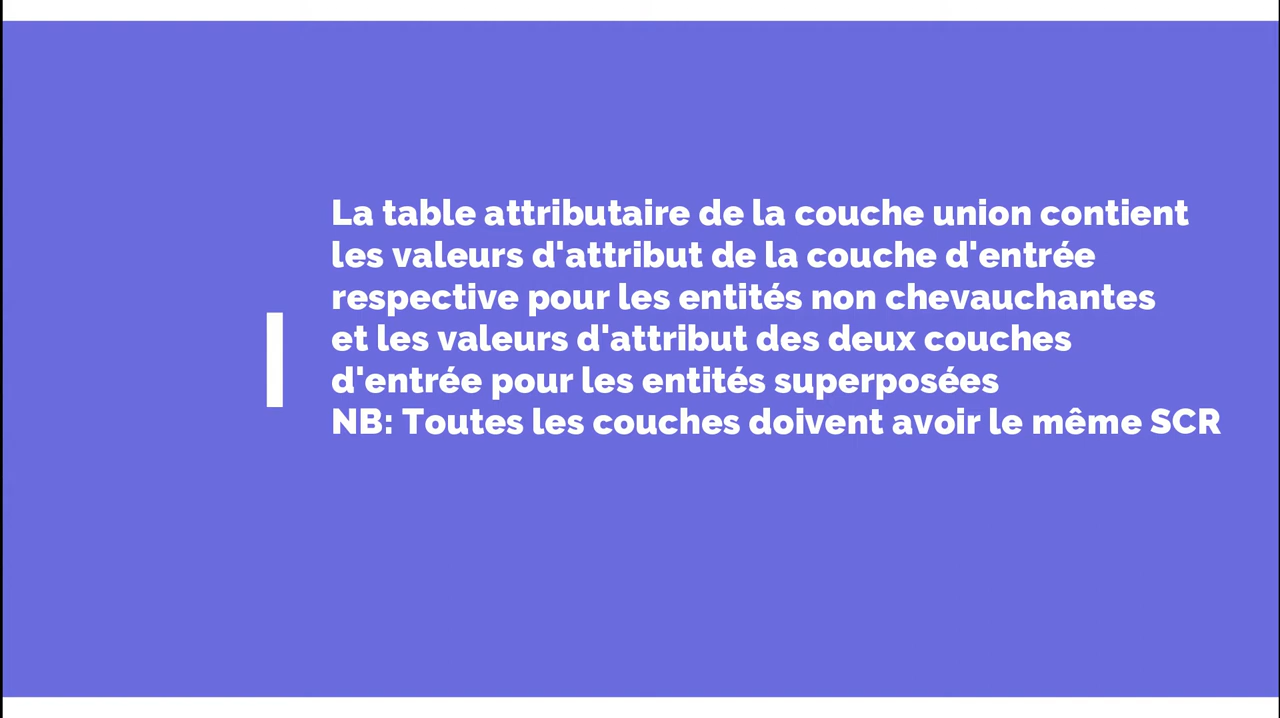 La table attributaire de la couche union contient
les valeurs d'attribut de la couche d'entrée
respective pour les entités non chevauchantes
et les valeurs d'attribut des deux couches
d'entrée pour les entités superposées
NB: Toutes les couches doivent avoir le même SCR